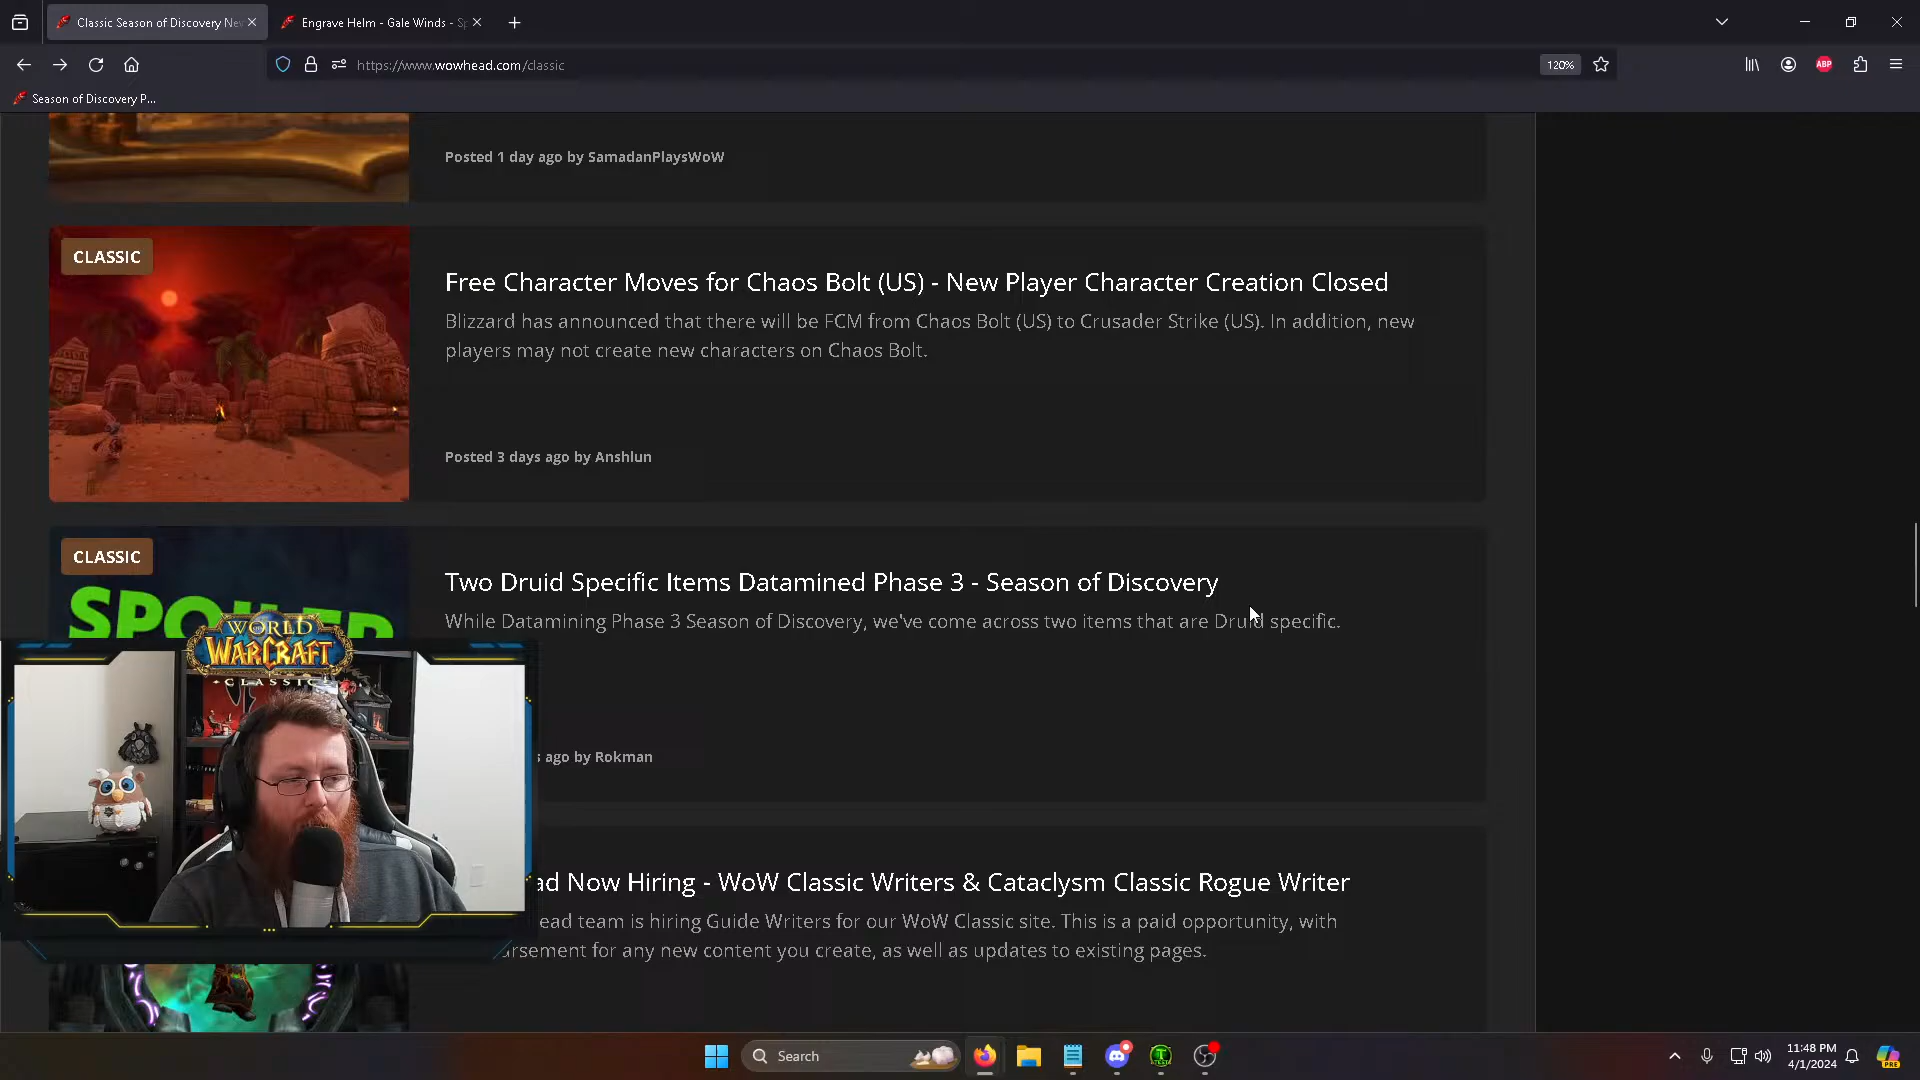 Classic Season of Discovery Ne
Engrave Helm - Gale Winds - Sp
https://www.wowhead.com/classic
120%
ABP
Season of Discovery P...
Posted 1 day ago by SamadanPlaysWoW
CLASSIC
Free Character Moves for Chaos Bolt (US) - New Player Character Creation Closed
Blizzard has announced that there will be FCM from Chaos Bolt (US) to Crusader Strike (US). In addition, new
players may not create new characters on Chaos Bolt.
Posted 3 days ago by Anshlun
CLASSIC
Two Druid Specific Items Datamined Phase 3 - Season of Discovery
While Datamining Phase 3 Season of Discovery, we've come across two items that are Druid specific.
s ago by Rokman
WORLD
WARCRAFT
CLASSIC
ad Now Hiring - WoW Classic Writers & Cataclysm Classic Rogue Writer
ead team is hiring Guide Writers for our WoW Classic site. This is a paid opportunity, with
rsement for any new content you create, as well as updates to existing pages.
Search
11:48 PM
4/1/2024
PRE